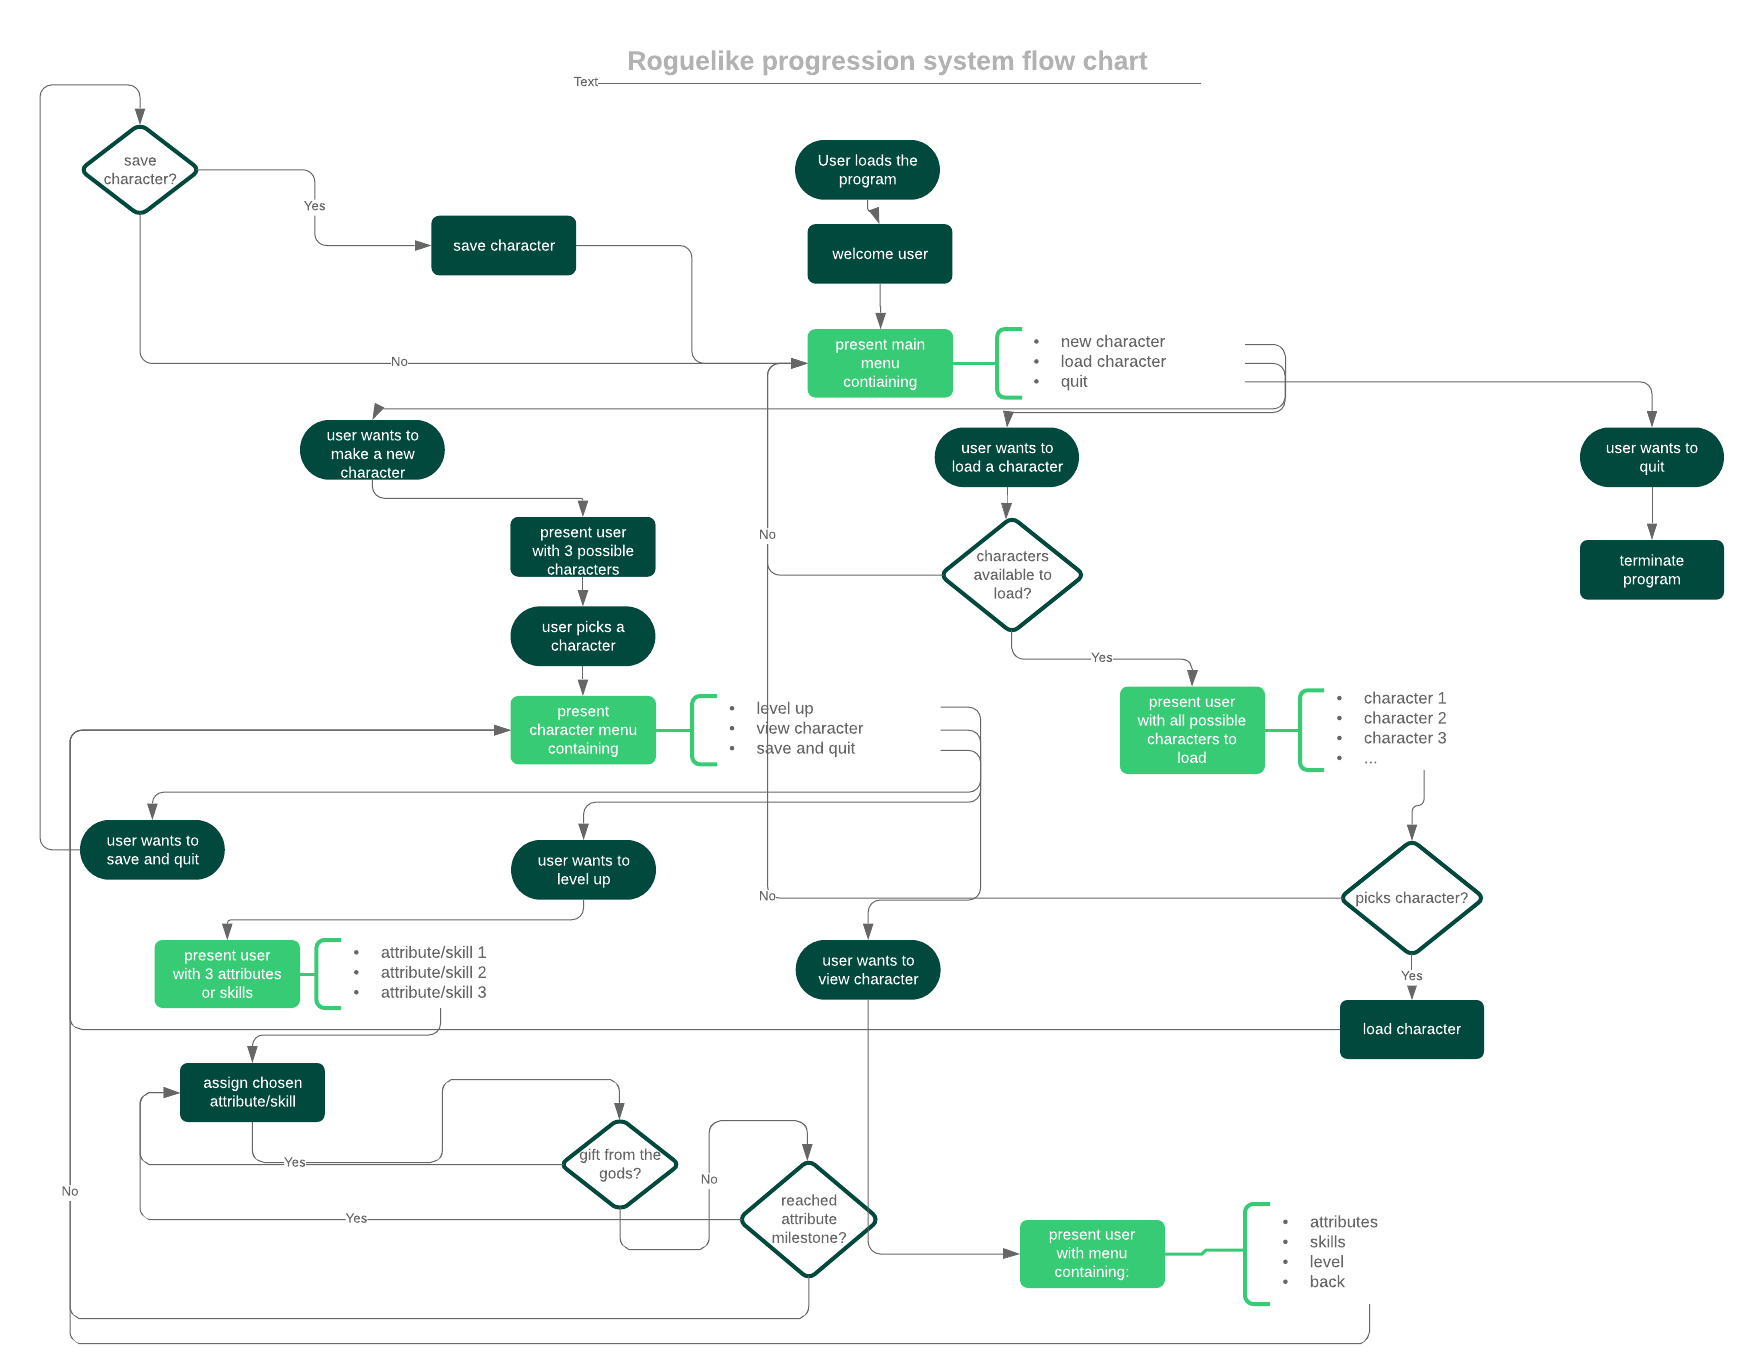 Roguelike progression system flow chart
Text
save
character?
Yes
save character
No
User loads the
program
welcome user
present main
menu
contiaining
• new character
• load character
• quit
user wants to
make a new
character
user wants to
load a character
user wants to
quit
present user
with 3 possible
characters
No
characters
available to
load?
terminate
program
user picks a
character
Yes
present
character menu
containing
• level up
• view character
• save and quit
present user
with all possible
characters to
load
• character 1
• character 2
• character 3
• ...
user wants to
save and quit
user wants to
level up
No
picks character?
Yes
present user
with 3 attributes
or skills
• attribute/skill 1
• attribute/skill 2
• attribute/skill 3
user wants to
view character
load character
assign chosen
attribute/skill
Yes
gift from the
gods?
No
No
Yes
reached
attribute
milestone?
present user
with menu
containing:
• attributes
• skills
• level
• back